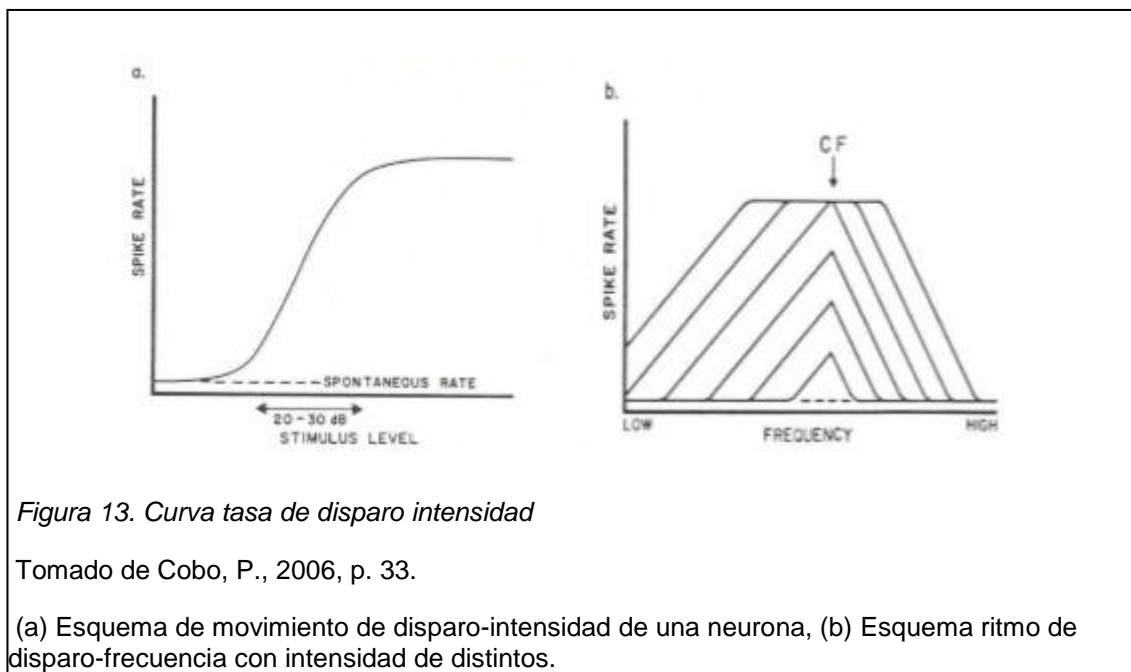 a.
SPIKE RATE
SPONTANEOUS RATE
20-30 dB
STIMULUS LEVEL
b.
CF
SPIKE RATE
LOW
FREQUENCY
HIGH
Figura 13. Curva tasa de disparo intensidad
Tomado de Cobo, P., 2006, p. 33.
(a) Esquema de movimiento de disparo-intensidad de una neurona, (b) Esquema ritmo de
disparo-frecuencia con intensidad de distintos.